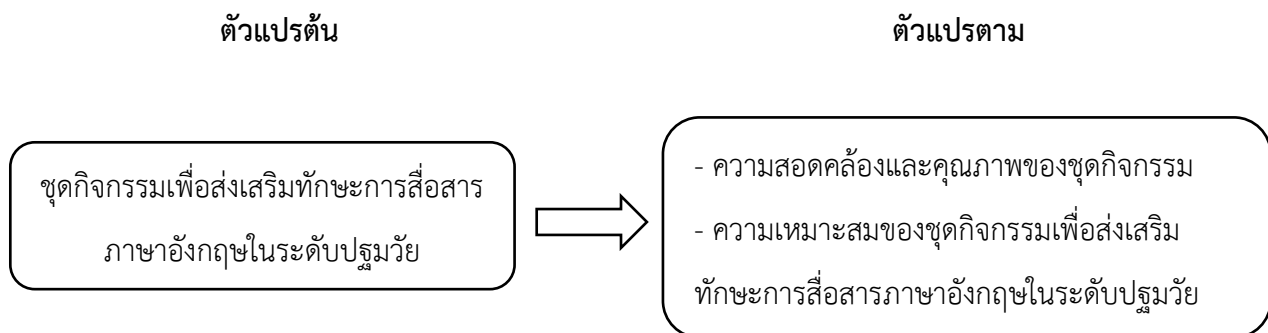 ตัวแปรต้น
ตัวแปรตาม
ชุดกิจกรรมเพื่อส่งเสริมทักษะการสื่อสาร
ภาษาอังกฤษในระดับปฐมวัย
- ความสอดคล้องและคุณภาพของชุดกิจกรรม
- ความเหมาะสมของชุดกิจกรรมเพื่อส่งเสริม
ทักษะการสื่อสารภาษาอังกฤษในระดับปฐมวัย